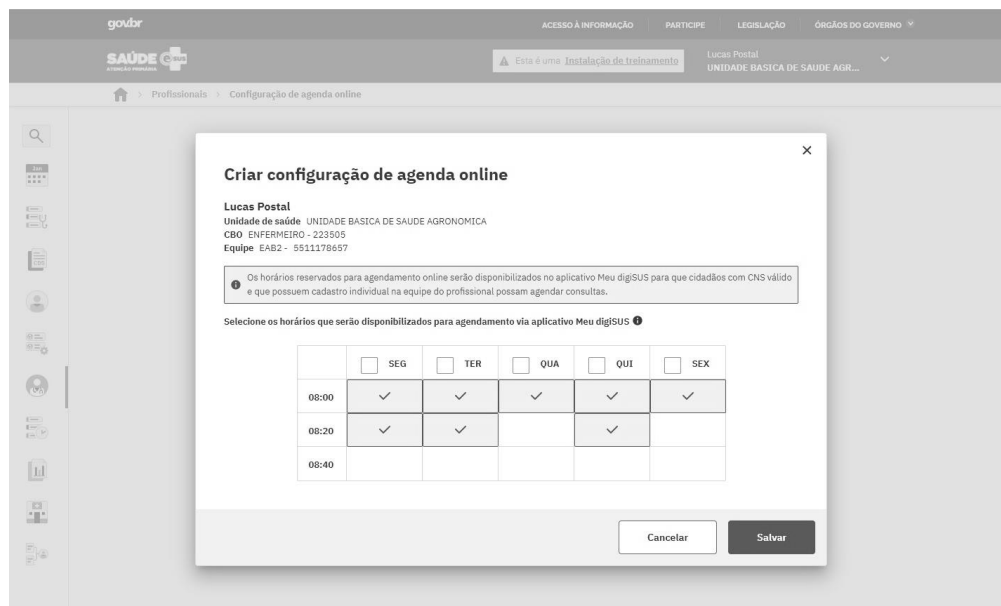 gov.br
ACESSO À INFORMAÇÃO PARTICIPE LEGISLAÇÃO ÓRGÃOS DO GOVERNO
SAÚDE e-SUS
ATENÇÃO PRIMÁRIA
Esta é uma Instalação de treinamento
Lucas Postal
UNIDADE BASICA DE SAUDE AGR...
Profissionais > Configuração de agenda online
Criar configuração de agenda online
Lucas Postal
Unidade de saúde UNIDADE BASICA DE SAUDE AGRONOMICA
CBO ENFERMEIRO - 223505
Equipe EAB2 - 5511178657
Os horários reservados para agendamento online serão disponibilizados no aplicativo Meu digiSUS para que cidadãos com CNS válido
e que possuem cadastro individual na equipe do profissional possam agendar consultas.
Selecione os horários que serão disponibilizados para agendamento via aplicativo Meu digiSUS
SEG TER QUA QUI SEX
08:00
08:20
08:40
Cancelar Salvar